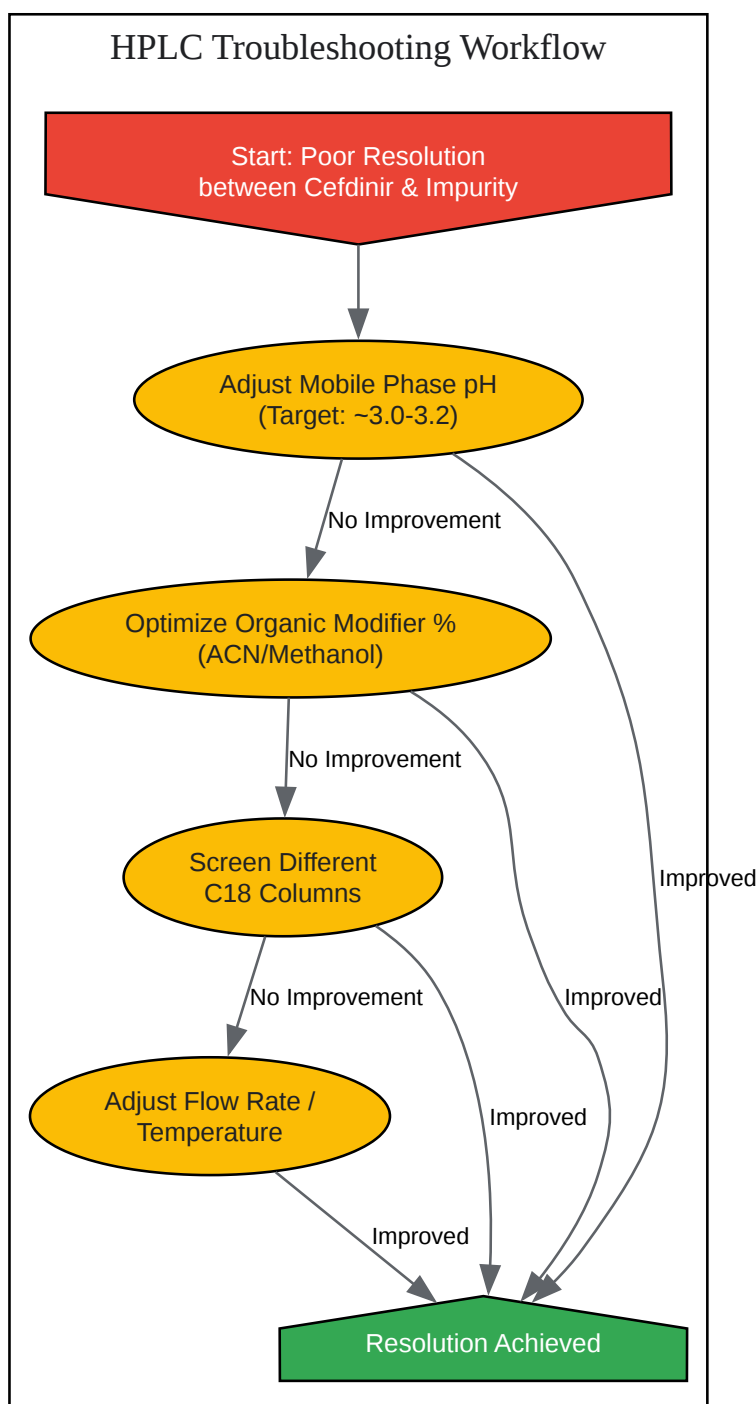 HPLC Troubleshooting Workflow
Start: Poor Resolution
between Cefdinir & Impurity
Adjust Mobile Phase pH
(Target: ~3.0-3.2)
No Improvement
Optimize Organic Modifier %
(ACN/Methanol)
No Improvement
Screen Different
C18 Columns
Improved
No Improvement
Improved
Adjust Flow Rate /
Temperature
Improved
Improved
Resolution Achieved